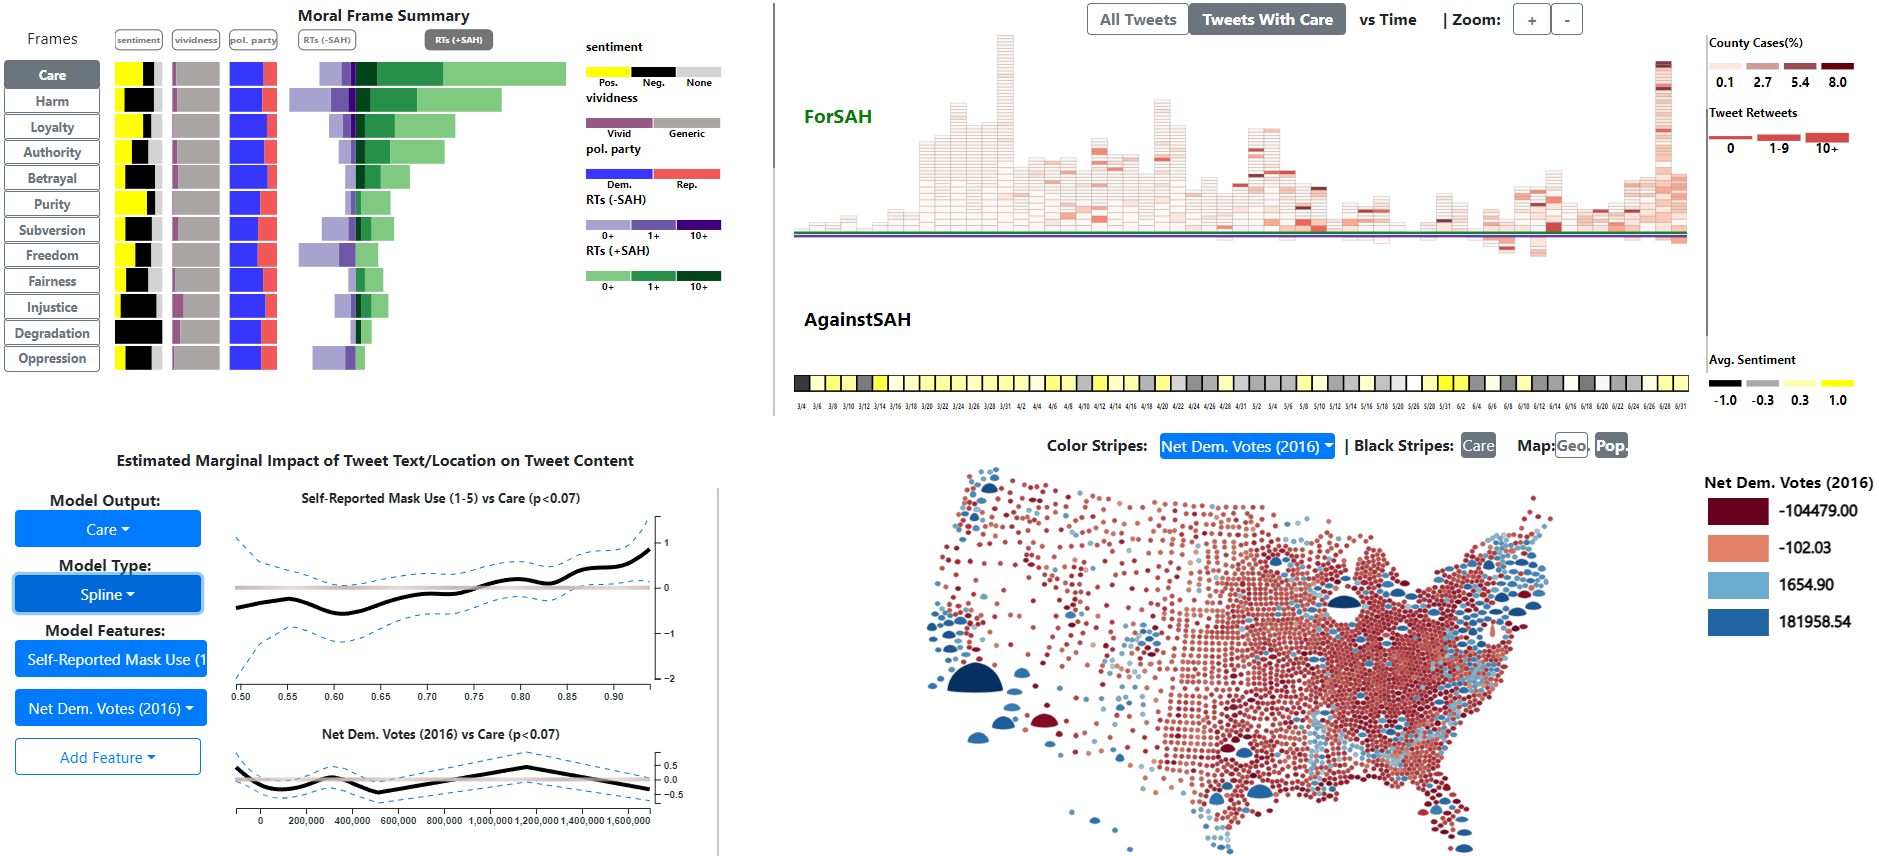 Moral Frame Summary
Frames
sentiment vividness pol. party RTs (-SAH) RTs (+SAH)
Care
Harm
Loyalty
Authority
Betrayal
Purity
Subversion
Freedom
Fairness
Injustice
Degradation
Oppression
sentiment
Pos. Neg. None
vividness
Vivid Generic
pol. party
Dem. Rep.
RTs (-SAH)
0+ 1+ 10+
RTs (+SAH)
0+ 1+ 10+
All Tweets Tweets With Care vs Time | Zoom: + -
ForSAH
AgainstSAH
3/4 3/6 3/8 3/10 3/12 3/14 3/16 3/18 3/20 3/22 3/24 3/26 3/28 3/31 4/2 4/4 4/6 4/8 4/10 4/12 4/14 4/16 4/18 4/20 4/22 4/24 4/26 4/28 4/31 5/2 5/4 5/6 5/8 5/10 5/12 5/14 5/16 5/18 5/20 5/26 5/28 5/31 6/2 6/4 6/6 6/8 6/10 6/12 6/14 6/16 6/18 6/20 6/22 6/24 6/26 6/28 6/31
County Cases(%)
0.1 2.7 5.4 8.0
Tweet Retweets
0 1-9 10+
Avg. Sentiment
-1.0 -0.3 0.3 1.0
Estimated Marginal Impact of Tweet Text/Location on Tweet Content
Model Output:
Care
Model Type:
Spline
Model Features:
Self-Reported Mask Use (1
Net Dem. Votes (2016)
Add Feature
Self-Reported Mask Use (1-5) vs Care (p<0.07)
1
0
-1
-2
0.50 0.55 0.60 0.65 0.70 0.75 0.80 0.85 0.90
Net Dem. Votes (2016) vs Care (p<0.07)
0.5
0.0
-0.5
0 200,000 400,000 600,000 800,000 1,000,000 1,200,000 1,400,000 1,600,000
Color Stripes: Net Dem. Votes (2016) | Black Stripes: Care Map: Geo. Pop.
Net Dem. Votes (2016)
-104479.00
-102.03
1654.90
181958.54